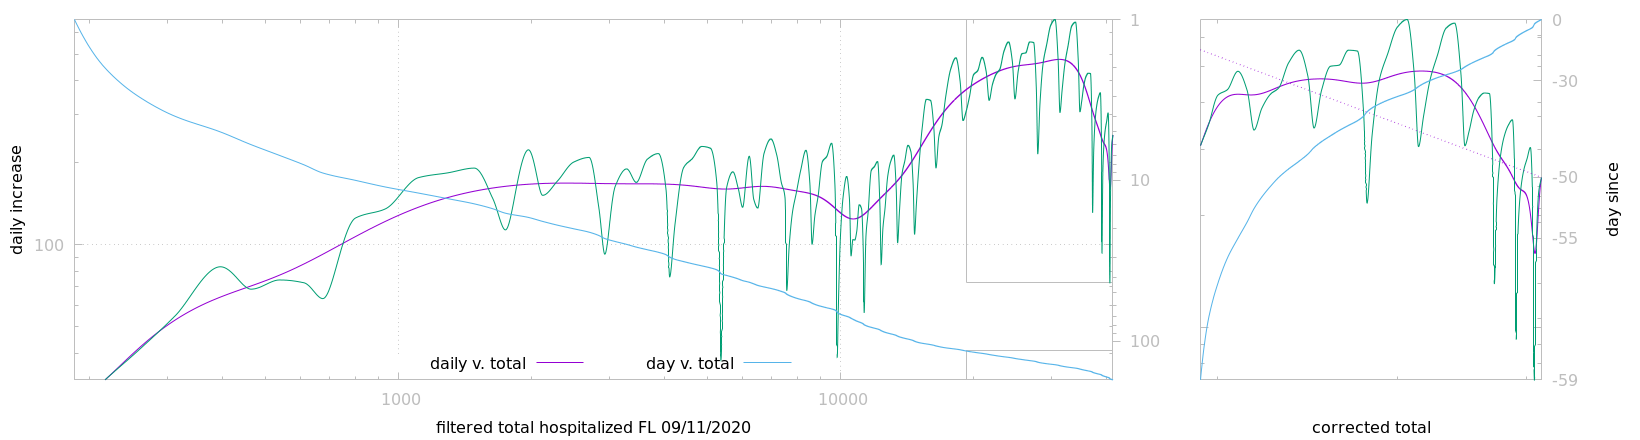 daily increase
100
1000
10000
1
10
100
daily v. total
day v. total
filtered total hospitalized FL 09/11/2020
0
-30
-50
-55
-59
day since
corrected total